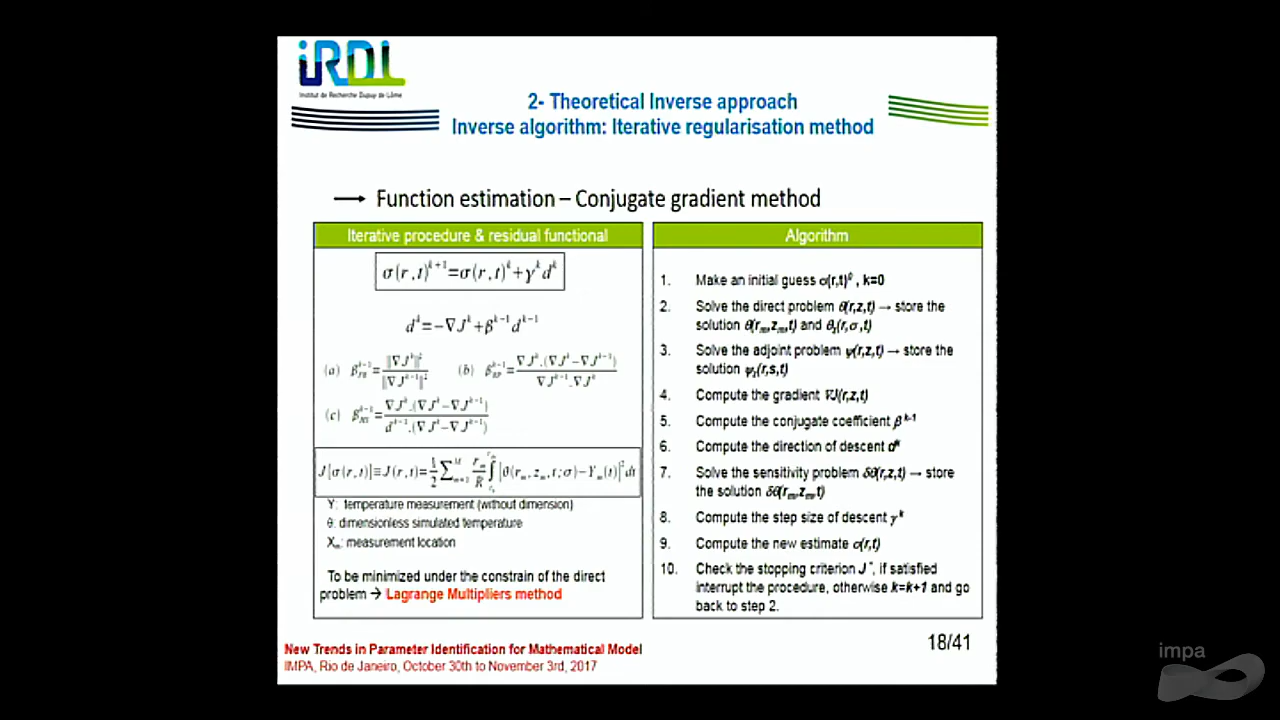 iRDL
Institut de Recherche Dupuy de Lôme
2- Theoretical Inverse approach
Inverse algorithm: Iterative regularisation method
→ Function estimation – Conjugate gradient method
Iterative procedure & residual functional
σ(r,t)^{k+1}=σ(r,t)^k+γ^k d^k
d^k=-∇J^k+β^{k-1}d^{k-1}
(a)
(b)
(c)
J[σ(r,t)]≡J(r,t)=
Y: temperature measurement (without dimension)
θ: dimensionless simulated temperature
X_m: measurement location
To be minimized under the constrain of the direct
problem → Lagrange Multipliers method
Algorithm
1. Make an initial guess σ(r,t)^0 , k=0
2. Solve the direct problem θ(r,z,t) → store the
solution θ(r_m,z_m,t) and
3. Solve the adjoint problem ψ(r,z,t) → store the
solution
4. Compute the gradient ∇J(r,z,t)
5. Compute the conjugate coefficient β^{k-1}
6. Compute the direction of descent d^k
7. Solve the sensitivity problem δθ(r,z,t) → store
the solution δθ(r_m,z_m,t)
8. Compute the step size of descent γ^k
9. Compute the new estimate σ(r,t)
10. Check the stopping criterion J^*, if satisfied
interrupt the procedure, otherwise k=k+1 and go
back to step 2.
New Trends in Parameter Identification for Mathematical Model
IMPA, Rio de Janeiro, October 30th to November 3rd, 2017
18/41
impa